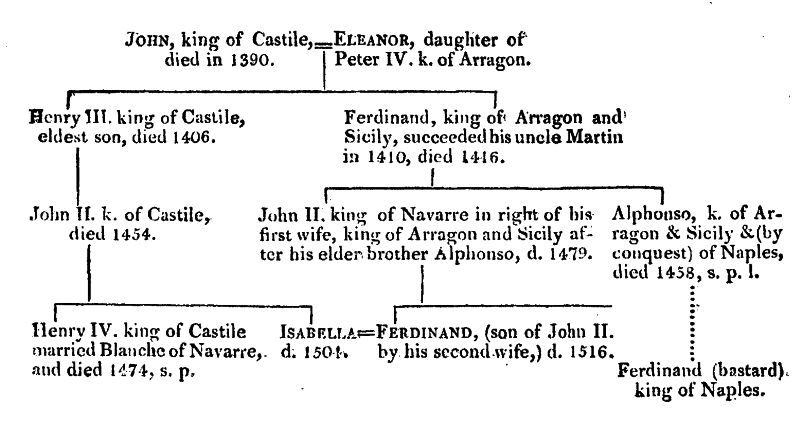 JOHN, king of Castile,
died in 1390.
ELEANOR, daughter of
Peter IV. k. of Arragon.
Henry III. king of Castile,
eldest son, died 1406.
Ferdinand, king of Arragon and
Sicily, succeeded his uncle Martin
in 1410, died 1416.
John II. k. of Castile,
died 1454.
John II. king of Navarre in right of his
first wife, king of Arragon and Sicily af-
ter his elder brother Alphonso, d. 1479.
Alphonso, k. of Ar-
ragon & Sicily & (by
conquest) of Naples,
died 1458, s. p. l.
Henry IV. king of Castile
married Blanche of Navarre,
and died 1474, s. p.
ISABELLA=FERDINAND, (son of John II.
d. 1504. by his second wife,) d. 1516.
Ferdinand (bastard)
king of Naples.